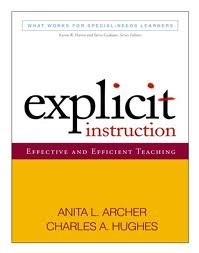 WHAT WORKS FOR SPECIAL-NEEDS LEARNERS
Karen R. Harris and Steve Graham, Series Editors
explicit
instruction
EFFECTIVE AND EFFICIENT TEACHING
ANITA L. ARCHER
CHARLES A. HUGHES